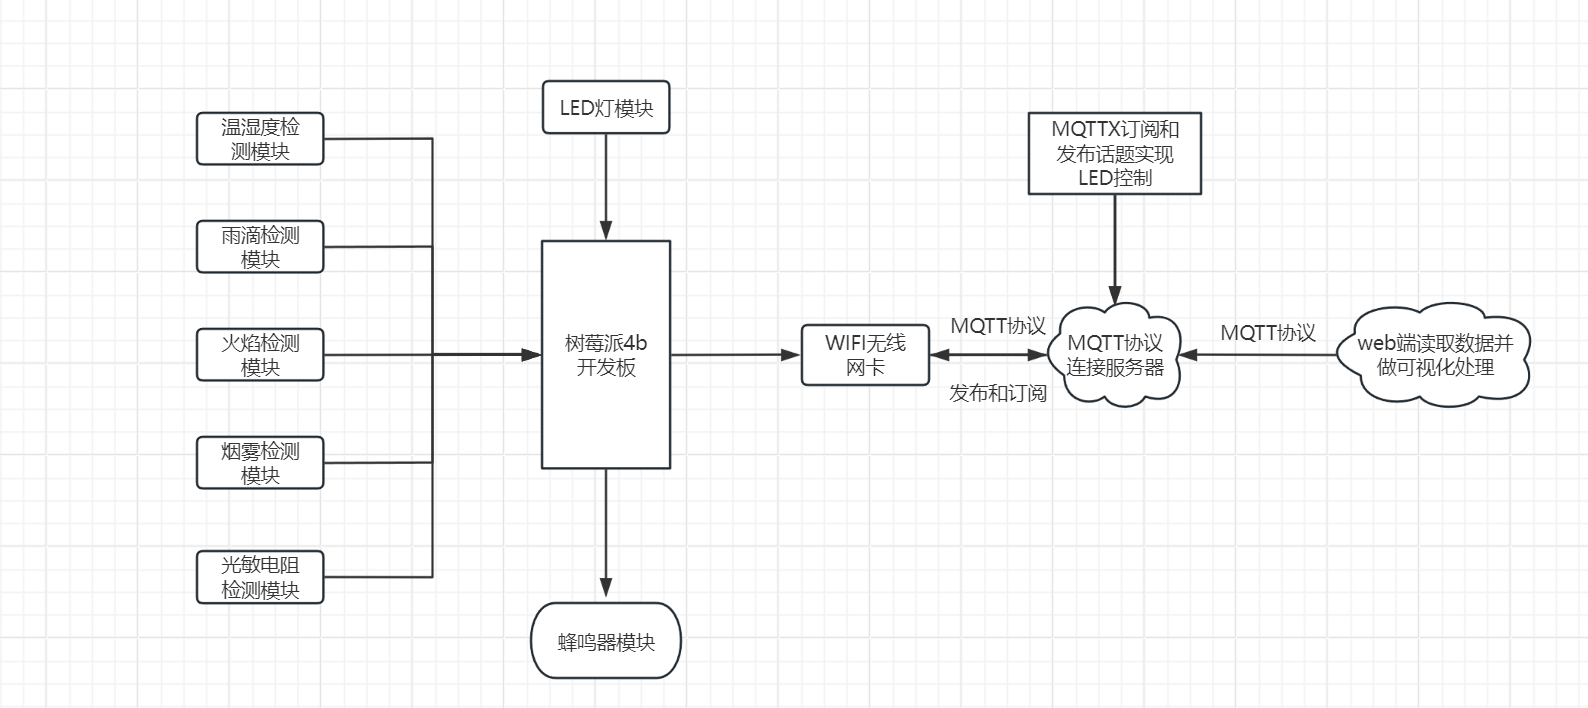 LED灯模块
温湿度检
测模块
雨滴检测
模块
火焰检测
模块
烟雾检测
模块
光敏电阻
检测模块
树莓派4b
开发板
蜂鸣器模块
WIFI无线
网卡
MQTT协议
发布和订阅
MQTTX订阅和
发布话题实现
LED控制
MQTT协议
连接服务器
MQTT协议
web端读取数据并
做可视化处理